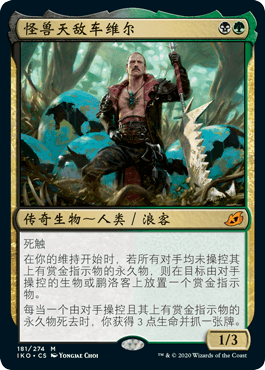 怪兽天敌车维尔
传奇生物～人类／浪客
死触
在你的维持开始时，若所有对手均未操控其
上有赏金指示物的永久物，则在目标由对手
操控的生物或鹏洛客上放置一个赏金指示
物。
每当一个由对手操控且其上有赏金指示物的
永久物死去时，你获得3点生命并抓一张牌。
1/3
181/274 M
IKO • CS YONGJAE CHOI
™ & © 2020 Wizards of the Coast